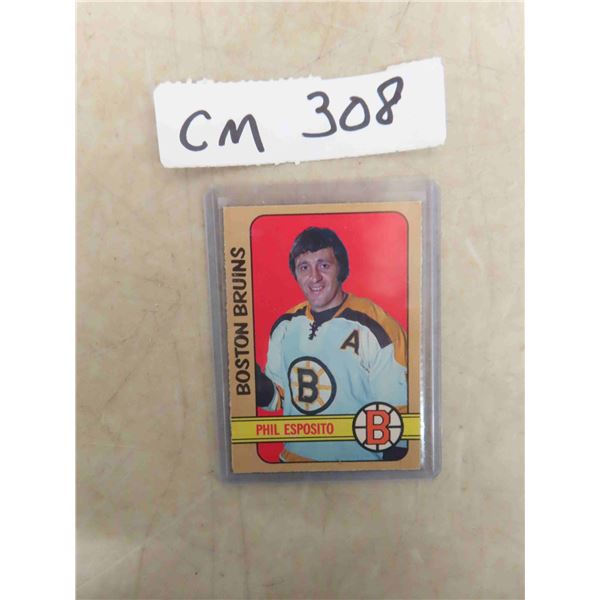 CM 308
BOSTON BRUINS
A
B
PHIL ESPOSITO
B